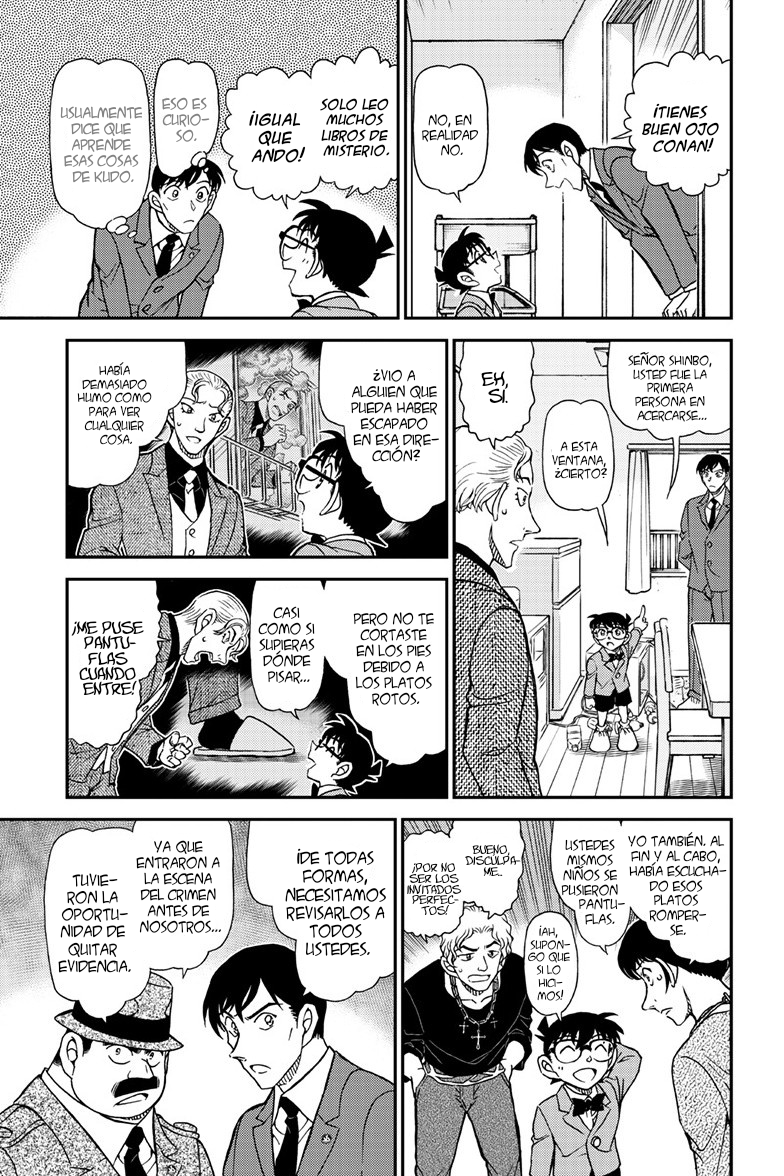 ¡TIENES
BUEN OJO
CONAN!
NO, EN
REALIDAD
NO.
SOLO LEO
MUCHOS
LIBROS DE
MISTERIO.
¡IGUAL
QUE
ANDO!
ESO ES
CURIO-
SO.
USUALMENTE
DICE QUE
APRENDE
ESAS COSAS
DE KUDO.
SEÑOR SHINBO,
USTED FUE LA
PRIMERA
PERSONA EN
ACERCARSE...
A ESTA
VENTANA,
¿CIERTO?
EH,
SÍ.
¿VIO A
ALGUIEN QUE
PUEDA HABER
ESCAPADO
EN ESA DIRE-
CCIÓN?
HABÍA
DEMASIADO
HUMO COMO
PARA VER
CUALQUIER
COSA.
PERO NO TE
CORTASTE
EN LOS PIES
DEBIDO A
LOS PLATOS
ROTOS.
CASI
COMO SI
SUPIERAS
DÓNDE
PISAR...
¡ME PUSE
PANTU-
FLAS
CUANDO
ENTRE!
YO TAMBIÉN. AL
FIN Y AL CABO,
HABÍA ESCUCHA-
DO ESOS
PLATOS
ROMPER-
SE.
USTEDES
MISMOS
NIÑOS SE
PUSIERON
PANTU-
FLAS.
¡AH,
SUPON-
GO QUE
SI LO
HICI-
MOS!
BUENO,
DISCULPA-
ME..
¡POR NO
SER LOS
INVITADOS
PERFEC-
TOS!
¡DE TODAS
FORMAS,
NECESITAMOS
REVISARLOS A
TODOS
USTEDES.
YA QUE
ENTRARON A
LA ESCENA
DEL CRIMEN
ANTES DE
NOSOTROS...
TUVIE-
RON LA
OPORTU-
NIDAD DE
QUITAR
EVIDENCIA.